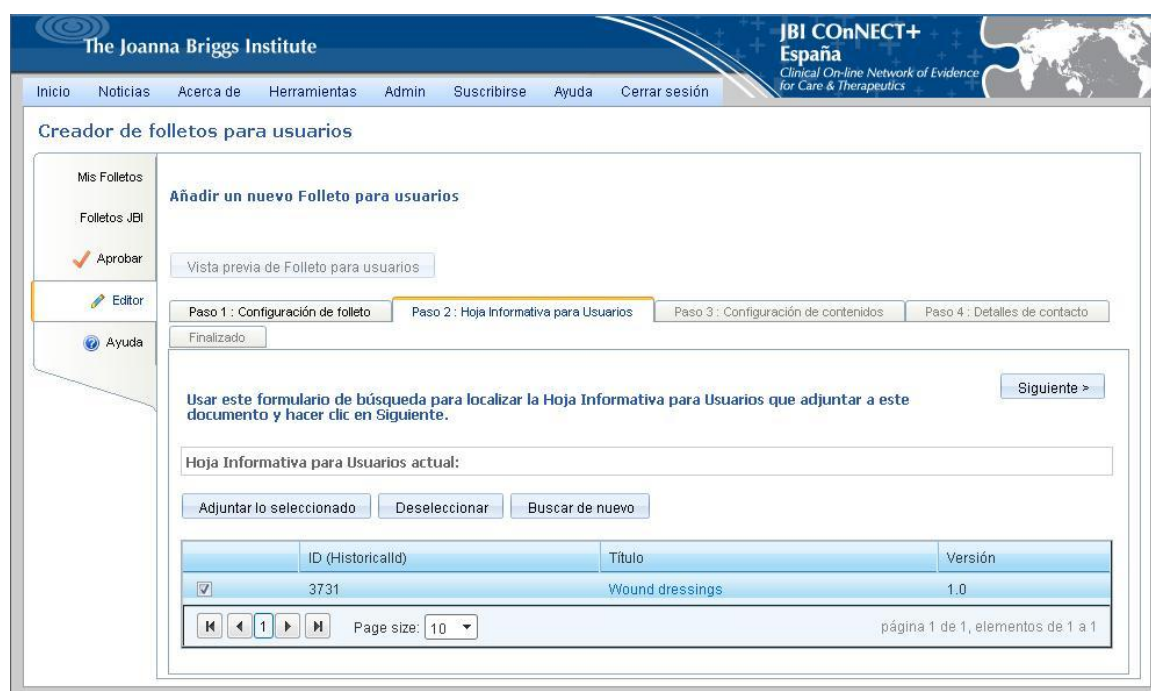 The Joanna Briggs Institute
JBI COnNECT+
España
Clinical On-line Network of Evidence
for Care & Therapeutics
Inicio Noticias Acerca de Herramientas Admin Suscribirse Ayuda Cerrar sesión
Creador de folletos para usuarios
Mis Folletos
Folletos JBI
Aprobar
Editor
Ayuda
Añadir un nuevo Folleto para usuarios
Vista previa de Folleto para usuarios
Paso 1 : Configuración de folleto Paso 2 : Hoja Informativa para Usuarios Paso 3 : Configuración de contenidos Paso 4 : Detalles de contacto
Finalizado
Siguiente >
Usar este formulario de búsqueda para localizar la Hoja Informativa para Usuarios que adjuntar a este
documento y hacer clic en Siguiente.
Hoja Informativa para Usuarios actual:
Adjuntar lo seleccionado Deseleccionar Buscar de nuevo
ID (HistoricalId) Título Versión
3731 Wound dressings 1.0
1 Page size: 10 página 1 de 1, elementos de 1 a 1